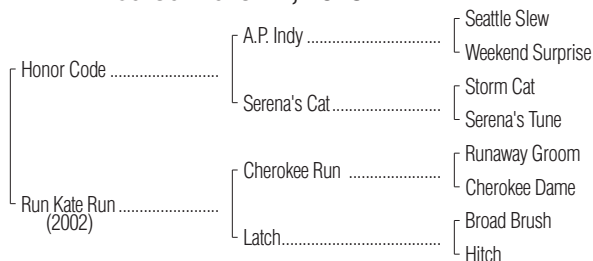 Seattle Slew
A.P. Indy ..............................
Weekend Surprise
Honor Code ........................
Storm Cat
Serena's Cat........................
Serena's Tune
Runaway Groom
Cherokee Run ....................
Cherokee Dame
Run Kate Run ......................
(2002)
Broad Brush
Latch...................................
Hitch